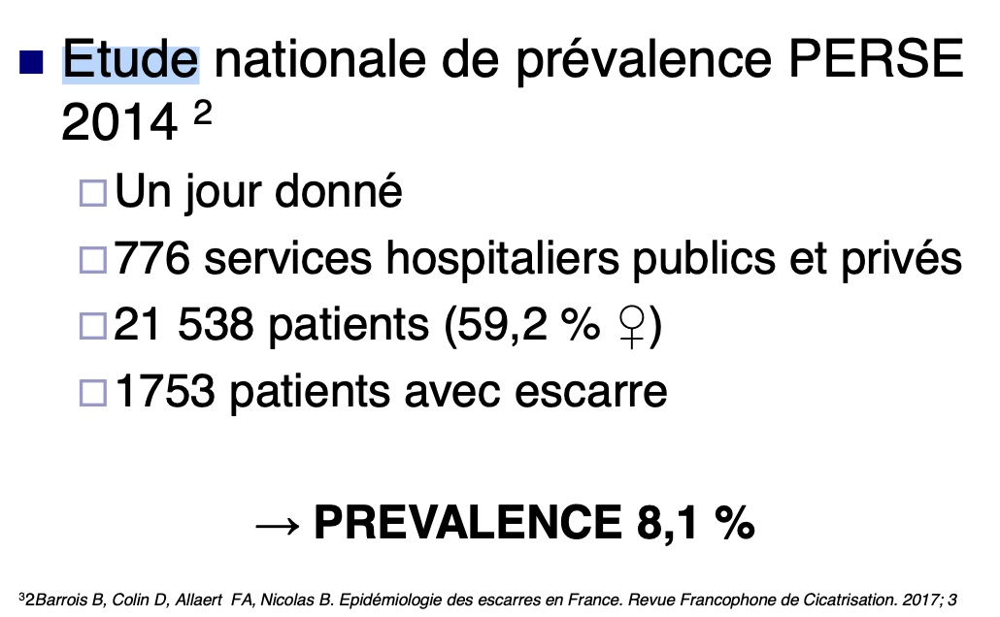 Etude nationale de prévalence PERSE
2014 ²
Un jour donné
776 services hospitaliers publics et privés
21 538 patients (59,2 % ♀)
1753 patients avec escarre
→ PREVALENCE 8,1 %
³2Barrois B, Colin D, Allaert FA, Nicolas B. Epidémiologie des escarres en France. Revue Francophone de Cicatrisation. 2017; 3